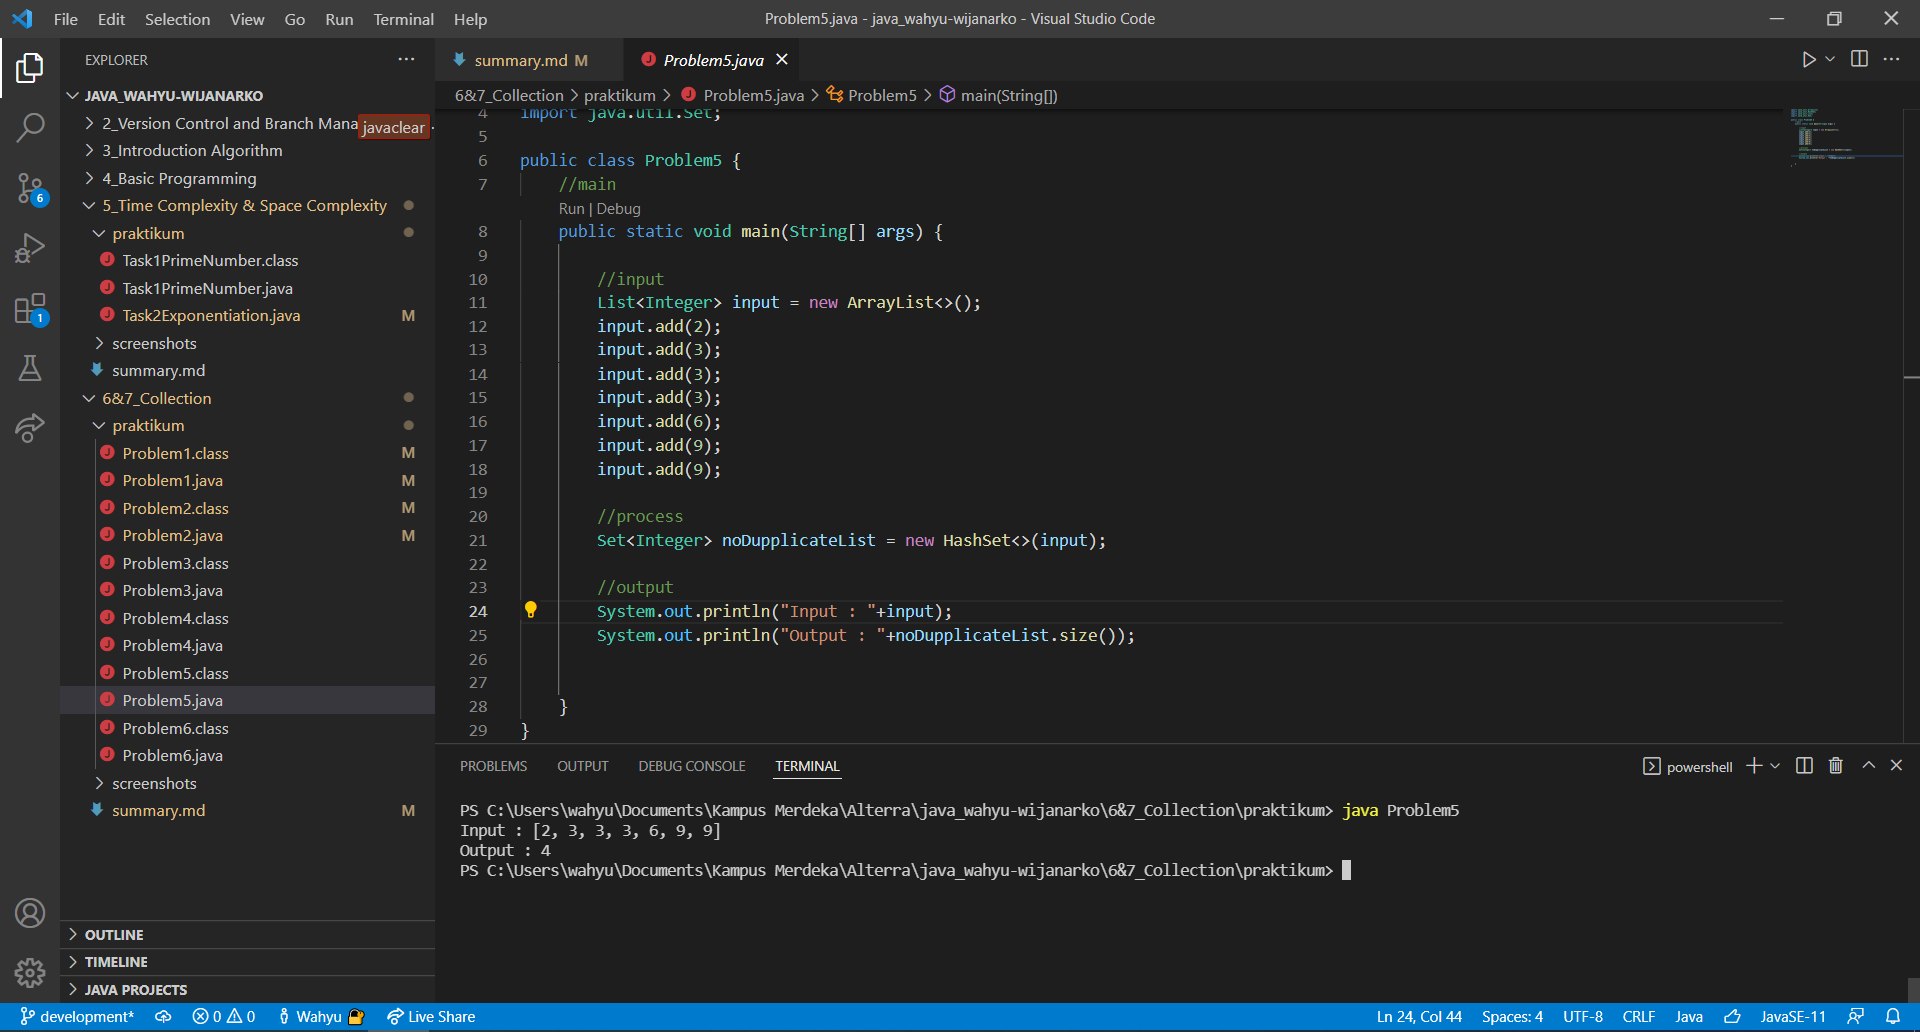 File Edit Selection View Go Run Terminal Help
Problem5.java - java_wahyu-wijanarko - Visual Studio Code
EXPLORER
JAVA_WAHYU-WIJANARKO
2_Version Control and Branch Mana
javaclear
3_Introduction Algorithm
4_Basic Programming
5_Time Complexity & Space Complexity
praktikum
Task1PrimeNumber.class
Task1PrimeNumber.java
Task2Exponentiation.java M
screenshots
summary.md
6&7_Collection
praktikum
Problem1.class M
Problem1.java M
Problem2.class M
Problem2.java M
Problem3.class
Problem3.java
Problem4.class
Problem4.java
Problem5.class
Problem5.java
Problem6.class
Problem6.java
screenshots
summary.md M
OUTLINE
TIMELINE
JAVA PROJECTS
6
1
summary.md M
Problem5.java
6&7_Collection > praktikum > Problem5.java > Problem5 > main(String[])
4 import java.util.Set;
5
6 public class Problem5 {
7 //main
Run | Debug
8 public static void main(String[] args) {
9
10 //input
11 List<Integer> input = new ArrayList<>();
12 input.add(2);
13 input.add(3);
14 input.add(3);
15 input.add(3);
16 input.add(6);
17 input.add(9);
18 input.add(9);
19
20 //process
21 Set<Integer> noDupplicateList = new HashSet<>(input);
22
23 //output
24 System.out.println("Input : "+input);
25 System.out.println("Output : "+noDupplicateList.size());
26
27
28 }
29 }
PROBLEMS OUTPUT DEBUG CONSOLE TERMINAL
powershell
PS C:\Users\wahyu\Documents\Kampus Merdeka\Alterra\java_wahyu-wijanarko\6&7_Collection\praktikum> java Problem5
Input : [2, 3, 3, 3, 6, 9, 9]
Output : 4
PS C:\Users\wahyu\Documents\Kampus Merdeka\Alterra\java_wahyu-wijanarko\6&7_Collection\praktikum>
development* 0 0 Wahyu Live Share
Ln 24, Col 44 Spaces: 4 UTF-8 CRLF Java JavaSE-11